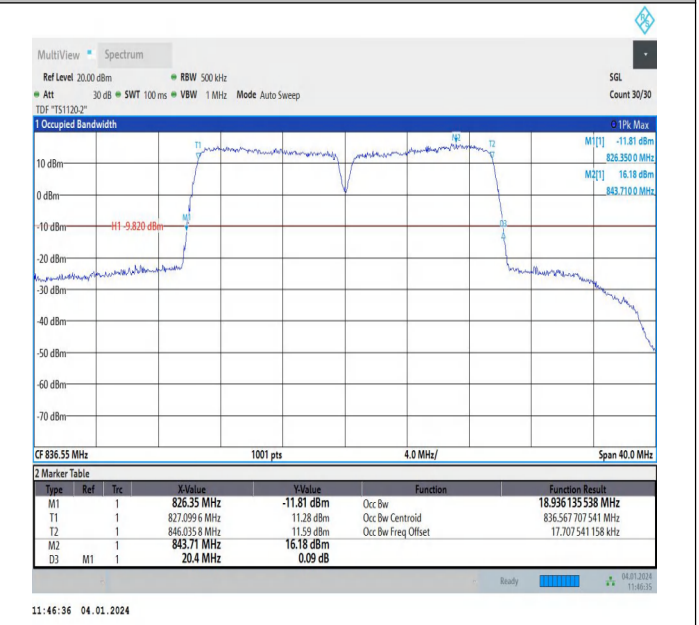 MultiView Spectrum
Ref Level 20.00 dBm RBW 500 kHz SGL
Att 30 dB SWT 100 ms VBW 1 MHz Mode Auto Sweep Count 30/30
TDF "TS1120-2"
1 Occupied Bandwidth 1Pk Max
M1[1] -11.81 dBm
826.350 0 MHz
M2[1] 16.18 dBm
843.710 0 MHz
T1 M2 T2
10 dBm
0 dBm
M1 D3
-10 dBm H1 -9.820 dBm
-20 dBm
-30 dBm
-40 dBm
-50 dBm
-60 dBm
-70 dBm
CF 836.55 MHz 1001 pts 4.0 MHz/ Span 40.0 MHz
2 Marker Table
Type Ref Trc X-Value Y-Value Function Function Result
M1 1 826.35 MHz -11.81 dBm Occ Bw 18.936 135 538 MHz
T1 1 827.099 6 MHz 11.28 dBm Occ Bw Centroid 836.567 707 541 MHz
T2 1 846.035 8 MHz 11.59 dBm Occ Bw Freq Offset 17.707 541 158 kHz
M2 1 843.71 MHz 16.18 dBm
D3 M1 1 20.4 MHz 0.09 dB
Ready 04.01.2024
11:46:35
11:46:36 04.01.2024